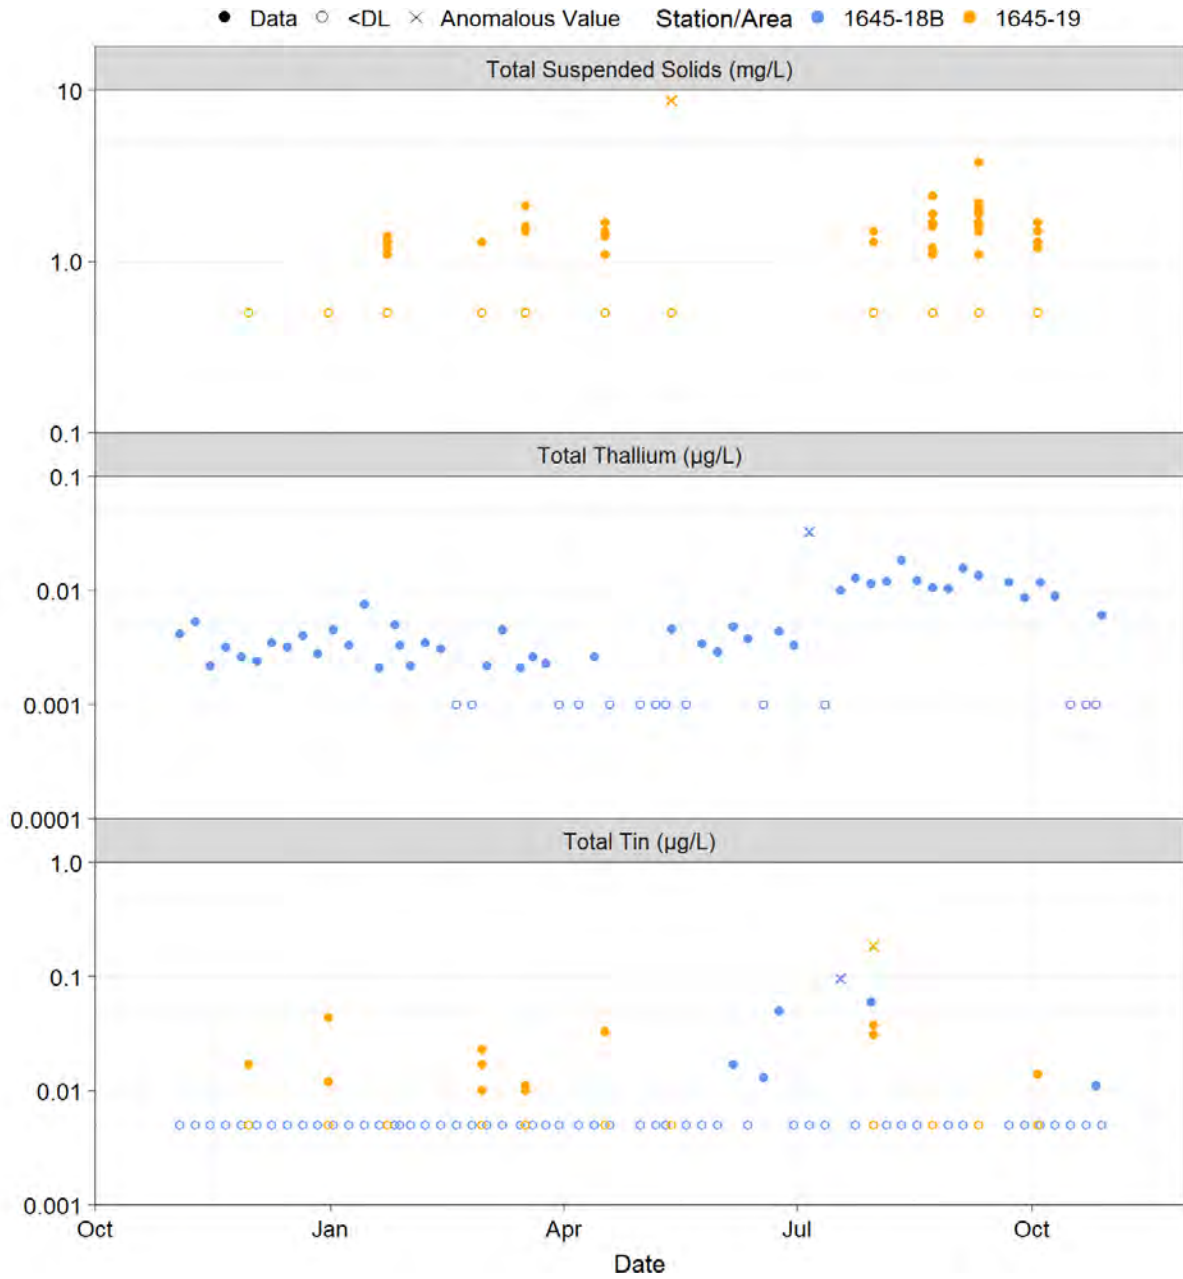 Data <DL Anomalous Value Station/Area 1645-18B 1645-19
Total Suspended Solids (mg/L)
10
1.0
0.1
Total Thallium (µg/L)
0.1
0.01
0.001
0.0001
Total Tin (µg/L)
1.0
0.1
0.01
0.001
Oct Jan Apr Jul Oct
Date